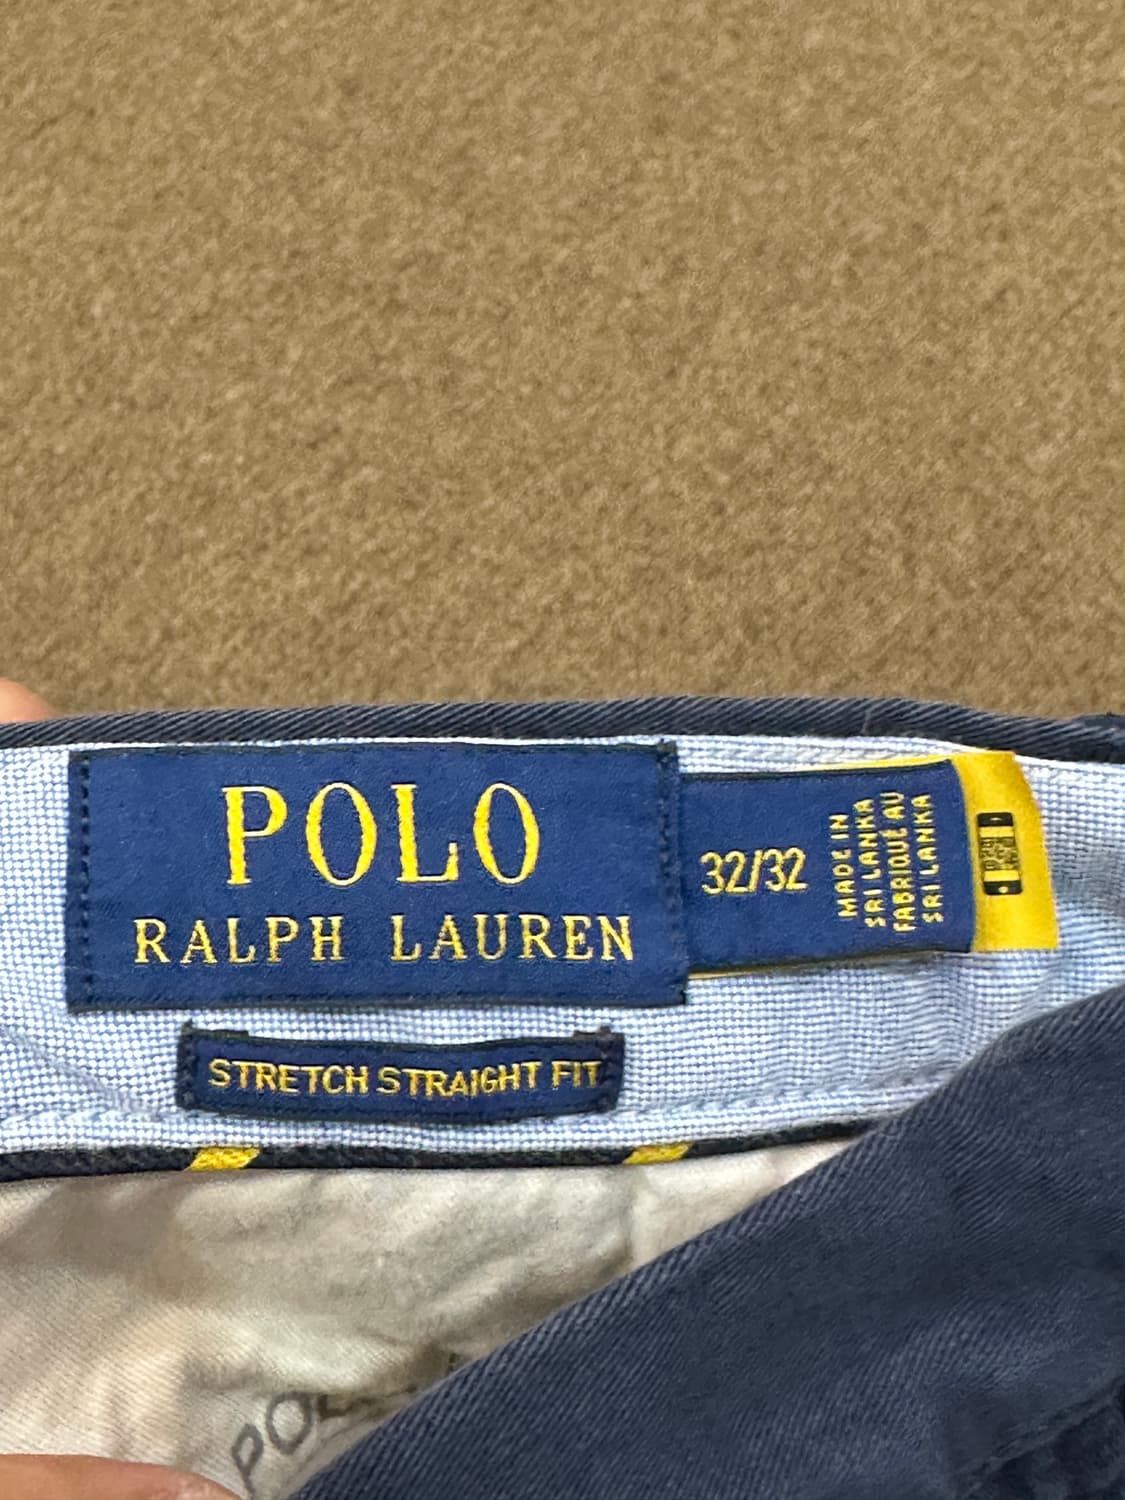 POLO
RALPH LAUREN
32/32
MADE IN
SRI LANKA
FABRIQUÉ AU
SRI LANKA
STRETCH STRAIGHT FIT